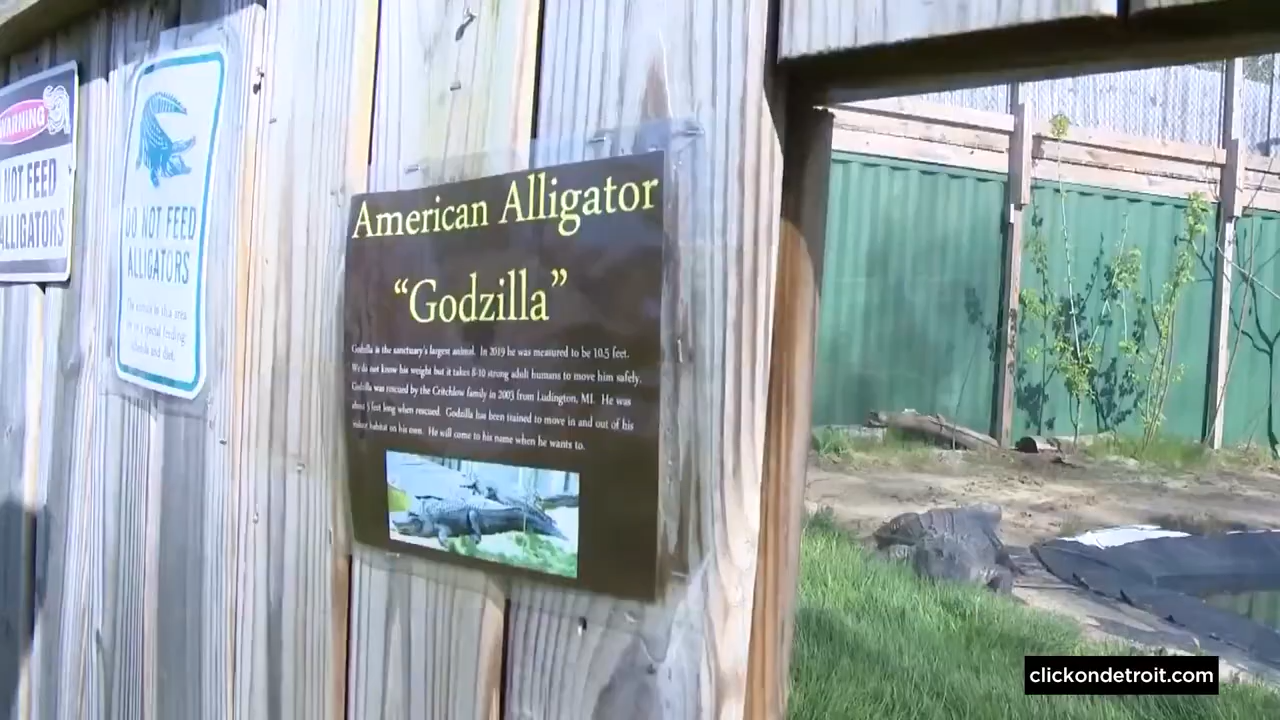 WARNING
NOT FEED
ALLIGATORS
DO NOT FEED
ALLIGATORS
American Alligator
“Godzilla”
Godzilla is the sanctuary's largest animal. In 2019 he was measured to be 10.5 feet.
We do not know his weight but it takes 8-10 strong adult humans to move him safely.
Godzilla was rescued by the Critchlow family in 2003 from Ludington, MI. He was
about 5 feet long when rescued. Godzilla has been trained to move in and out of his
habitat on his own. He will come to his name when he wants to.
clickondetroit.com